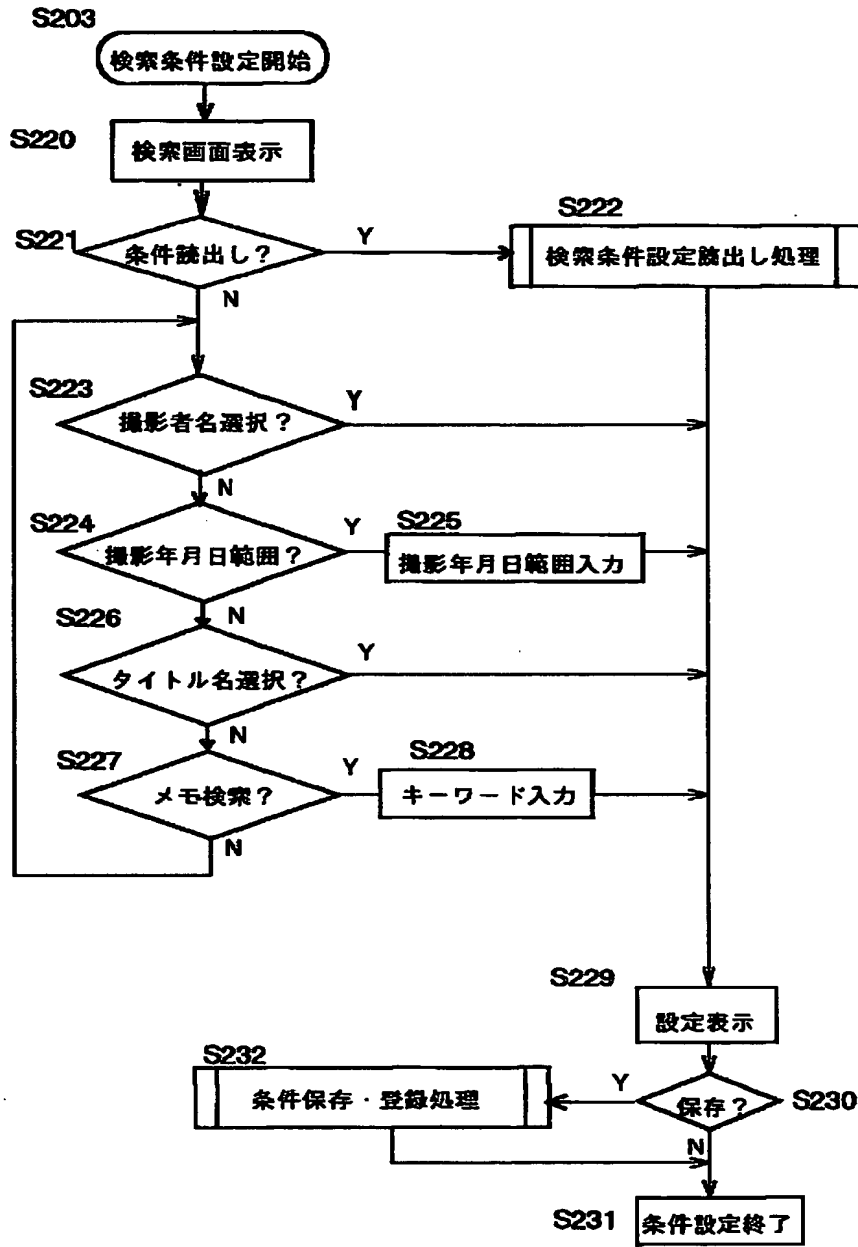 S203
検索条件設定開始
S220
検索画面表示
S221
条件読出し?
Y
N
S222
検索条件設定読出し処理
S223
撮影者名選択?
Y
N
S224
撮影年月日範囲?
Y
N
S225
撮影年月日範囲入力
S226
タイトル名選択?
Y
N
S227
メモ検索?
Y
N
S228
キーワード入力
S229
設定表示
S230
保存?
Y
N
S232
条件保存・登録処理
S231
条件設定終了